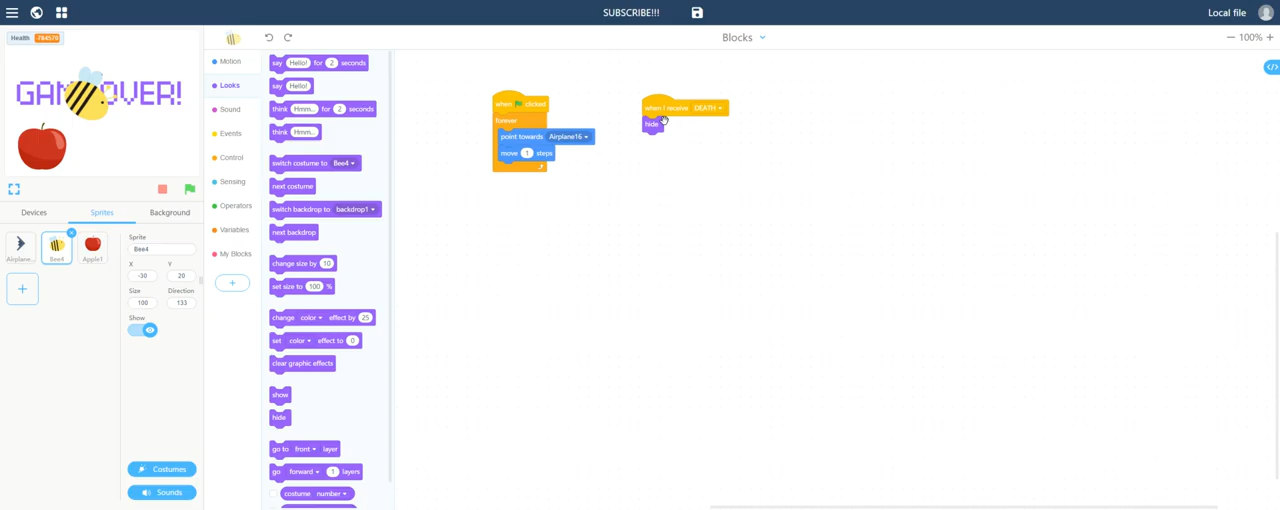 SUBSCRIBE!!!
Local file
Health -784570
Blocks
100%
GAM OVER!
Motion
Looks
Sound
Events
Control
Sensing
Operators
Variables
My Blocks
+
say Hello! for 2 seconds
say Hello!
think Hmm... for 2 seconds
think Hmm...
switch costume to Bee4
next costume
switch backdrop to backdrop1
next backdrop
change size by 10
set size to 100 %
change color effect by 25
set color effect to 0
clear graphic effects
show
hide
go to front layer
go forward 1 layers
costume number
when clicked
forever
point towards Airplane16
move 1 steps
when I receive DEATH
hide
Devices
Sprites
Background
Airplane...
Bee4
Apple1
+
Sprite
Bee4
X
Y
-30
20
Size
Direction
100
133
Show
Costumes
Sounds